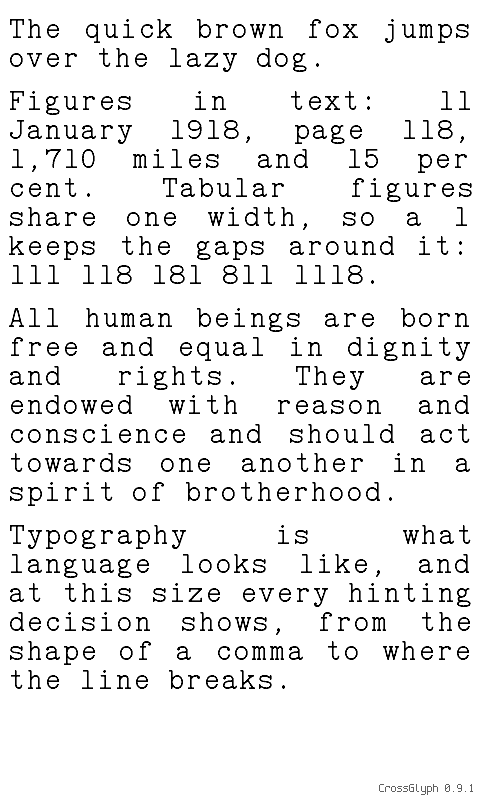 The quick brown fox jumps
over the lazy dog.
Figures in text: 11
January 1918, page 118,
1,710 miles and 15 per
cent. Tabular figures
share one width, so a 1
keeps the gaps around it:
111 118 181 811 1118.
All human beings are born
free and equal in dignity
and rights. They are
endowed with reason and
conscience and should act
towards one another in a
spirit of brotherhood.
Typography is what
language looks like, and
at this size every hinting
decision shows, from the
shape of a comma to where
the line breaks.
CrossGlyph 0.9.1